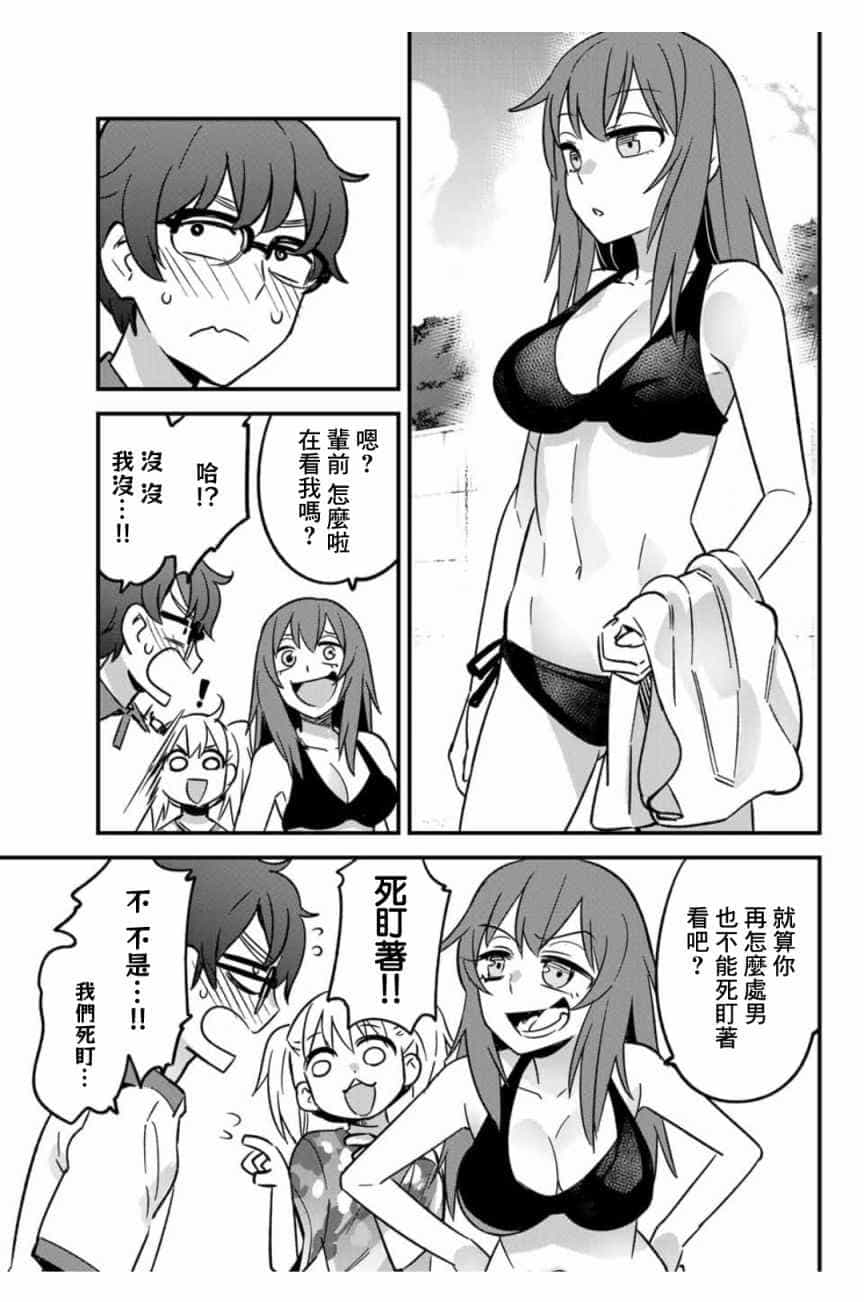 嗯？
輩前 怎麼啦
在看我嗎？
哈!?
沒 沒
我沒…!!
！
就算你
再怎麼處男
也不能死盯著
看吧？
死盯著!!
不 不是…!!
我們死盯…